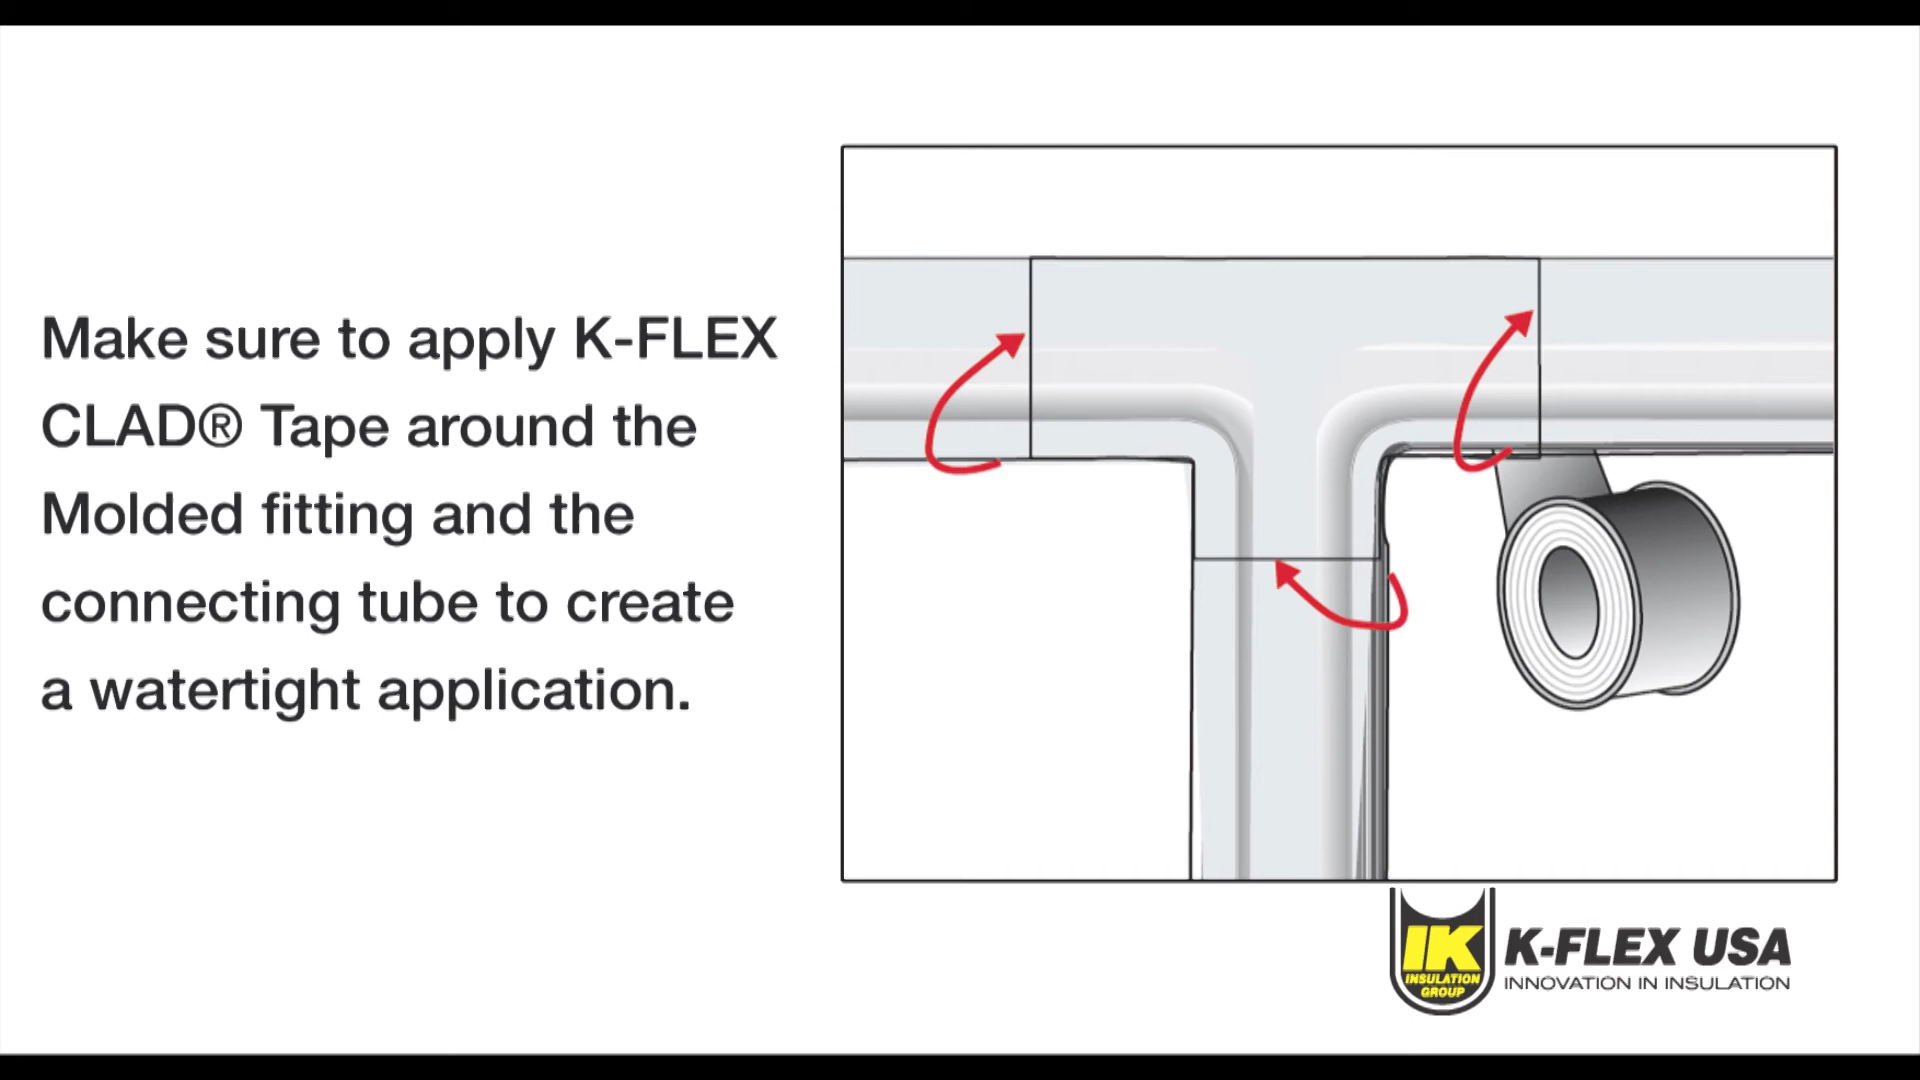 Make sure to apply K-FLEX
CLAD® Tape around the
Molded fitting and the
connecting tube to create
a watertight application.
IK
INSULATION
GROUP
K-FLEX USA
INNOVATION IN INSULATION